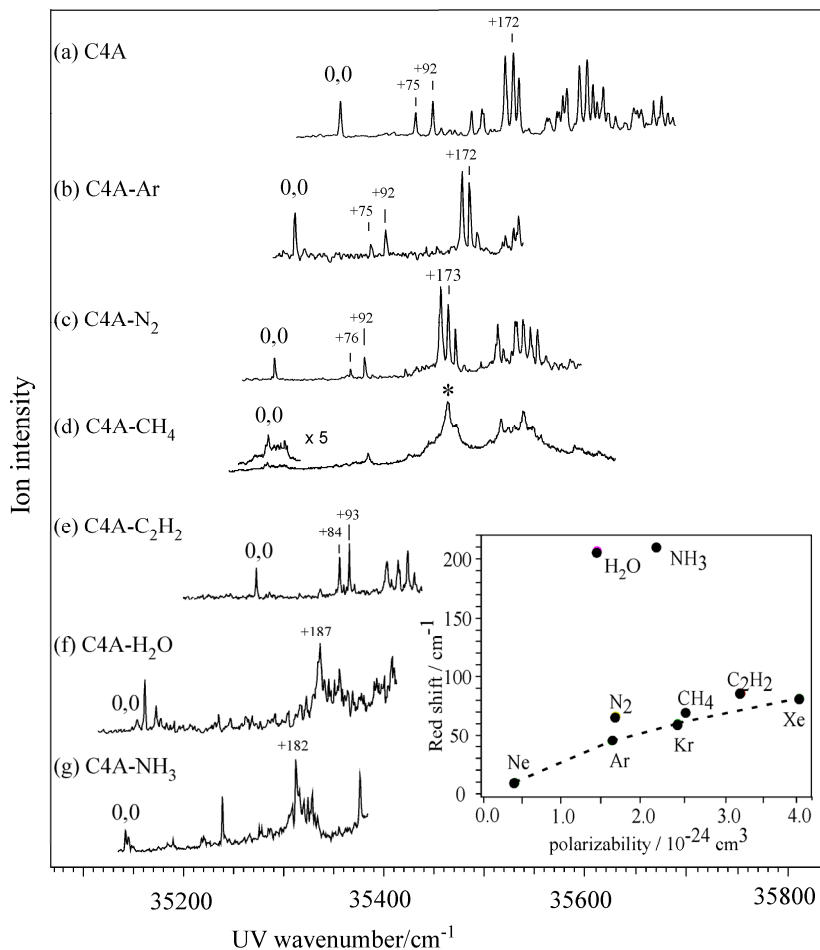 (a) C4A
0,0
+75
+92
+172
(b) C4A-Ar
0,0
+75
+92
+172
(c) C4A-N2
0,0
+76
+92
+173
(d) C4A-CH4
0,0
x 5
*
(e) C4A-C2H2
0,0
+84
+93
(f) C4A-H2O
0,0
+187
(g) C4A-NH3
0,0
+182
Ion intensity
35200
35400
35600
35800
UV wavenumber/cm-1
Red shift / cm-1
200
150
100
50
0
H2O
NH3
N2
CH4
C2H2
Ne
Ar
Kr
Xe
0.0
1.0
2.0
3.0
4.0
polarizability / 10-24 cm3